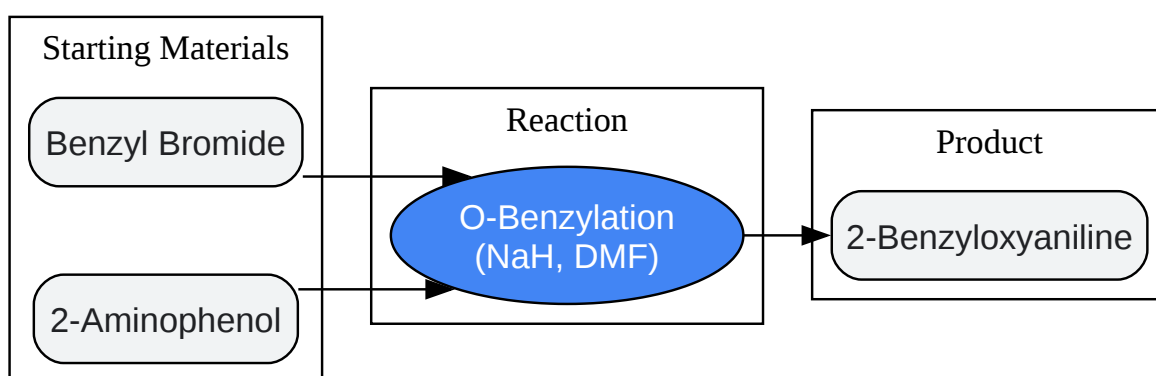 Starting Materials
Benzyl Bromide
2-Aminophenol
Reaction
O-Benzylation
(NaH, DMF)
Product
2-Benzyloxyaniline